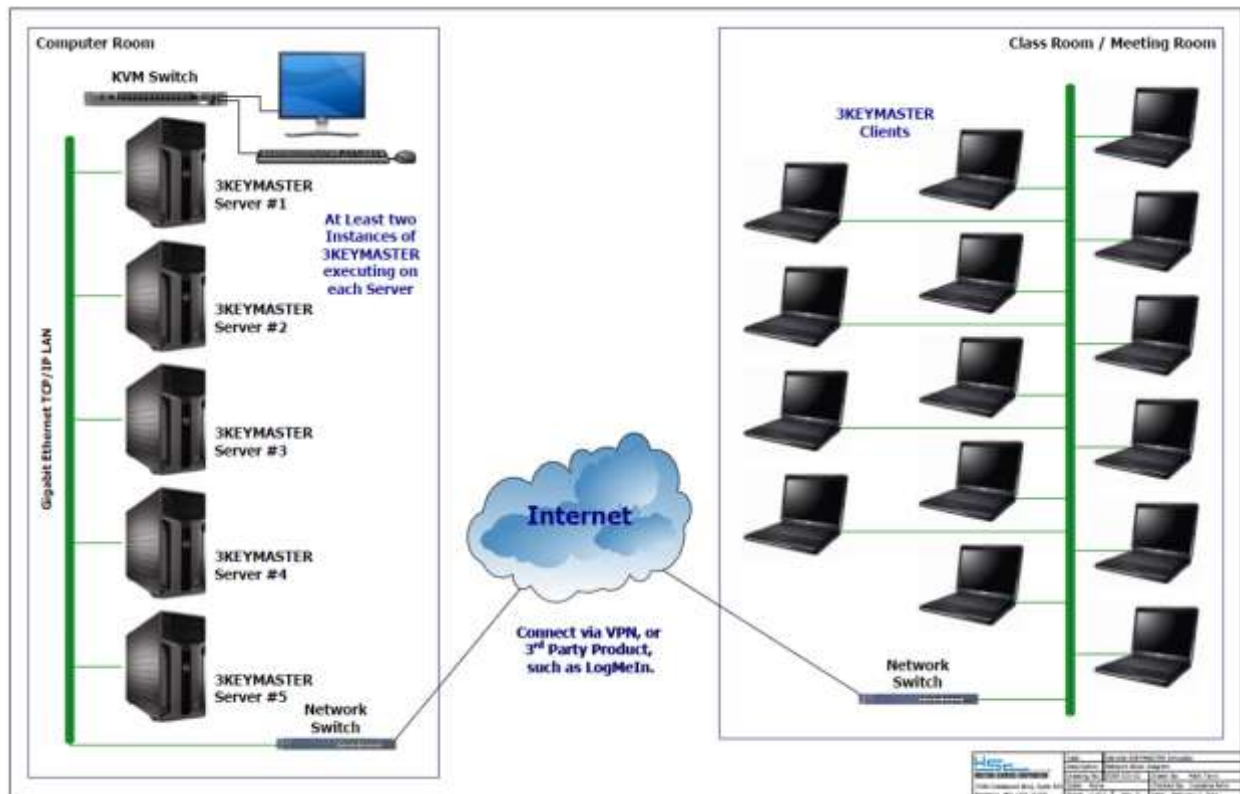 Computer Room
KVM Switch
3KEYMASTER
Server #1
At Least two
Instances of
3KEYMASTER
executing on
each Server
3KEYMASTER
Server #2
3KEYMASTER
Server #3
3KEYMASTER
Server #4
3KEYMASTER
Server #5
Gigabit Ethernet TCP/IP LAN
Network
Switch
Internet
Connect via VPN, or
3rd Party Product,
such as LogMeIn.
Class Room / Meeting Room
3KEYMASTER
Clients
Network
Switch